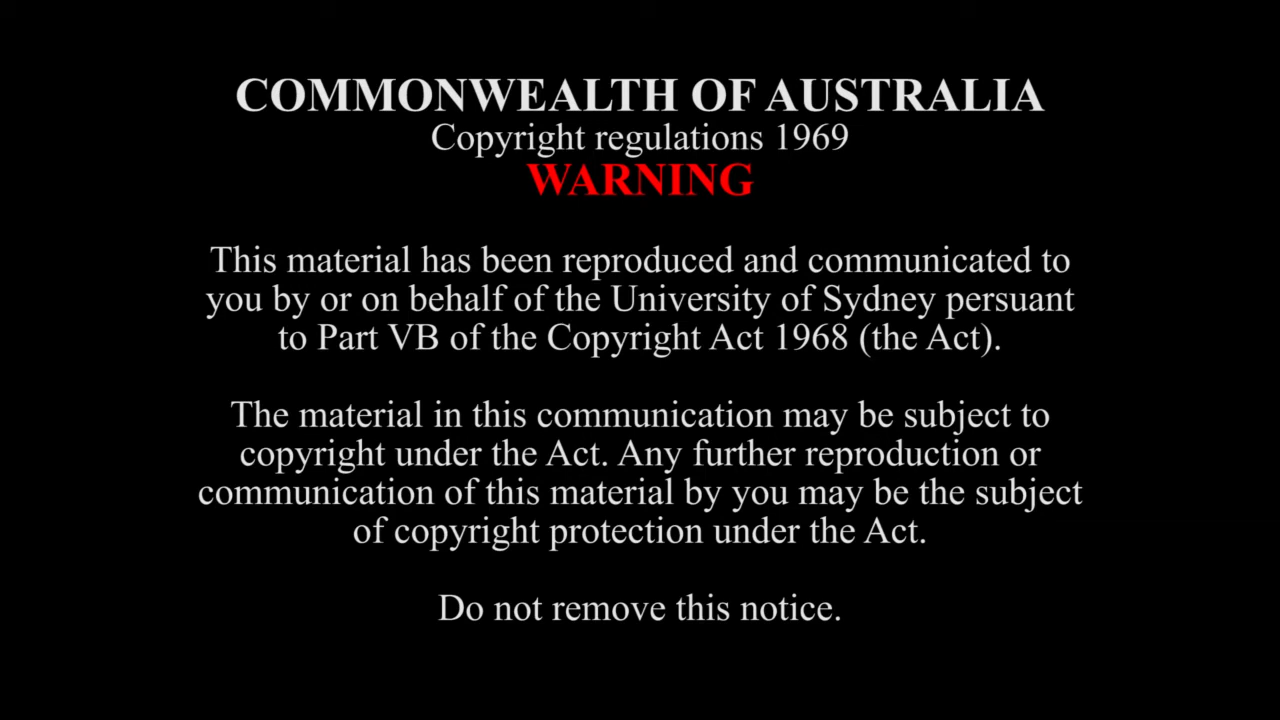 COMMONWEALTH OF AUSTRALIA
Copyright regulations 1969
WARNING
This material has been reproduced and communicated to
you by or on behalf of the University of Sydney persuant
to Part VB of the Copyright Act 1968 (the Act).
The material in this communication may be subject to
copyright under the Act. Any further reproduction or
communication of this material by you may be the subject
of copyright protection under the Act.
Do not remove this notice.